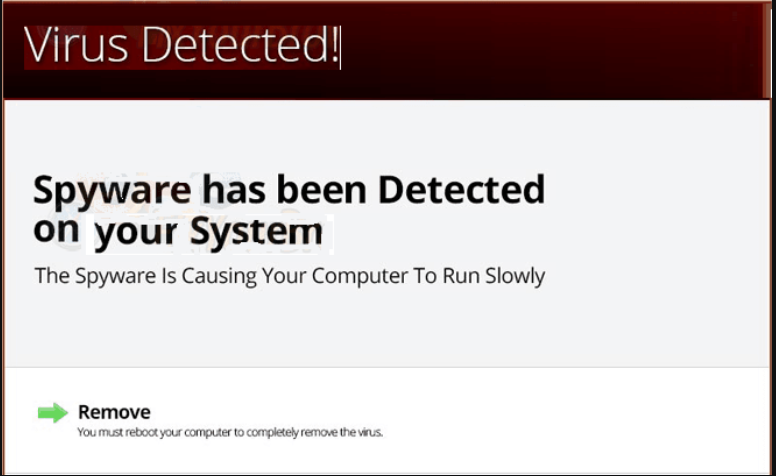 Virus Detected!
Spyware has been Detected
on your System
The Spyware Is Causing Your Computer To Run Slowly
Remove
You must reboot your computer to completely remove the virus.